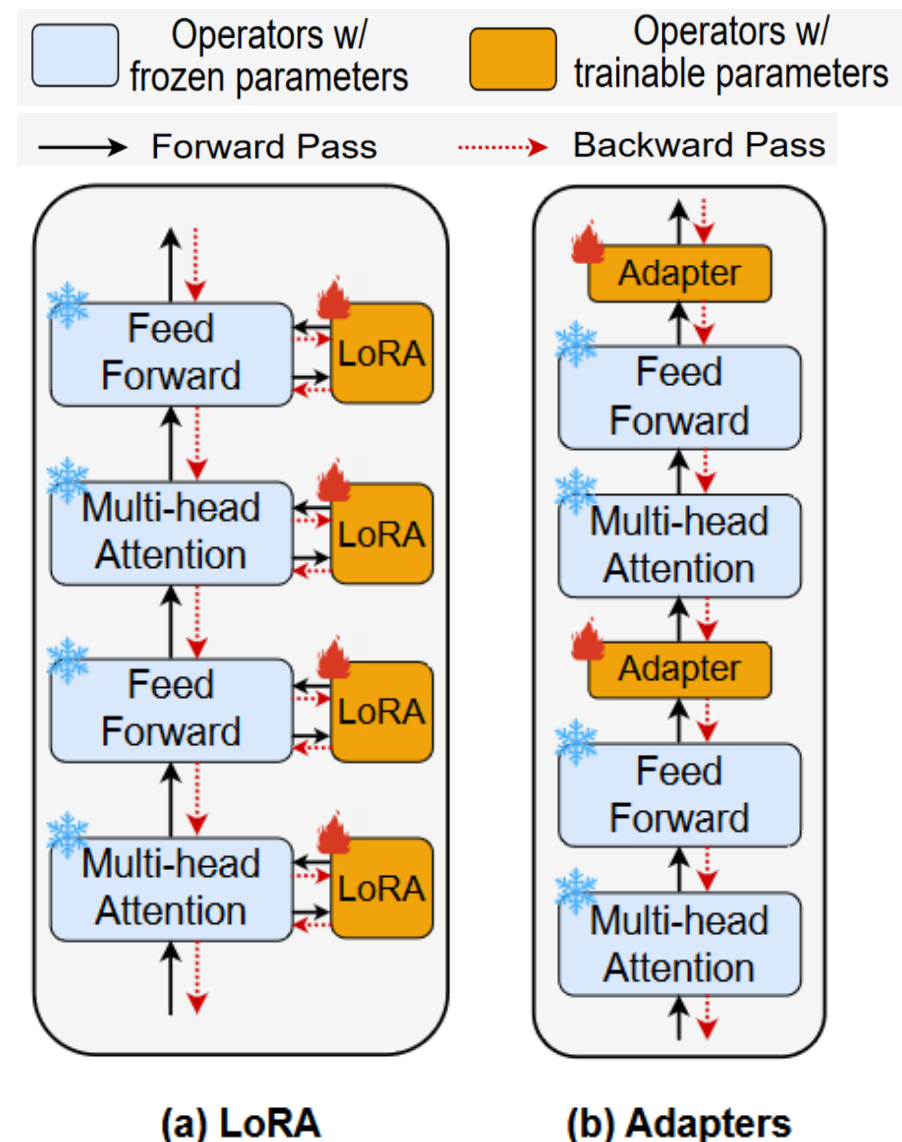 Operators w/
frozen parameters
Operators w/
trainable parameters
Forward Pass
Backward Pass
Feed
Forward
LoRA
Multi-head
Attention
LoRA
Feed
Forward
LoRA
Multi-head
Attention
LoRA
(a) LoRA
Adapter
Feed
Forward
Multi-head
Attention
Adapter
Feed
Forward
Multi-head
Attention
(b) Adapters